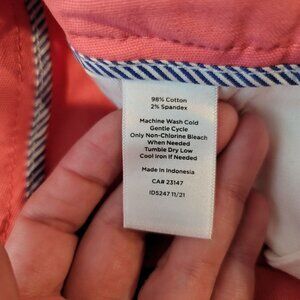 98% Cotton
2% Spandex
Machine Wash Cold
Gentle Cycle
Only Non-Chlorine Bleach
When Needed
Tumble Dry Low
Cool Iron If Needed
Made in Indonesia
CA# 23147
ID5247 11/21